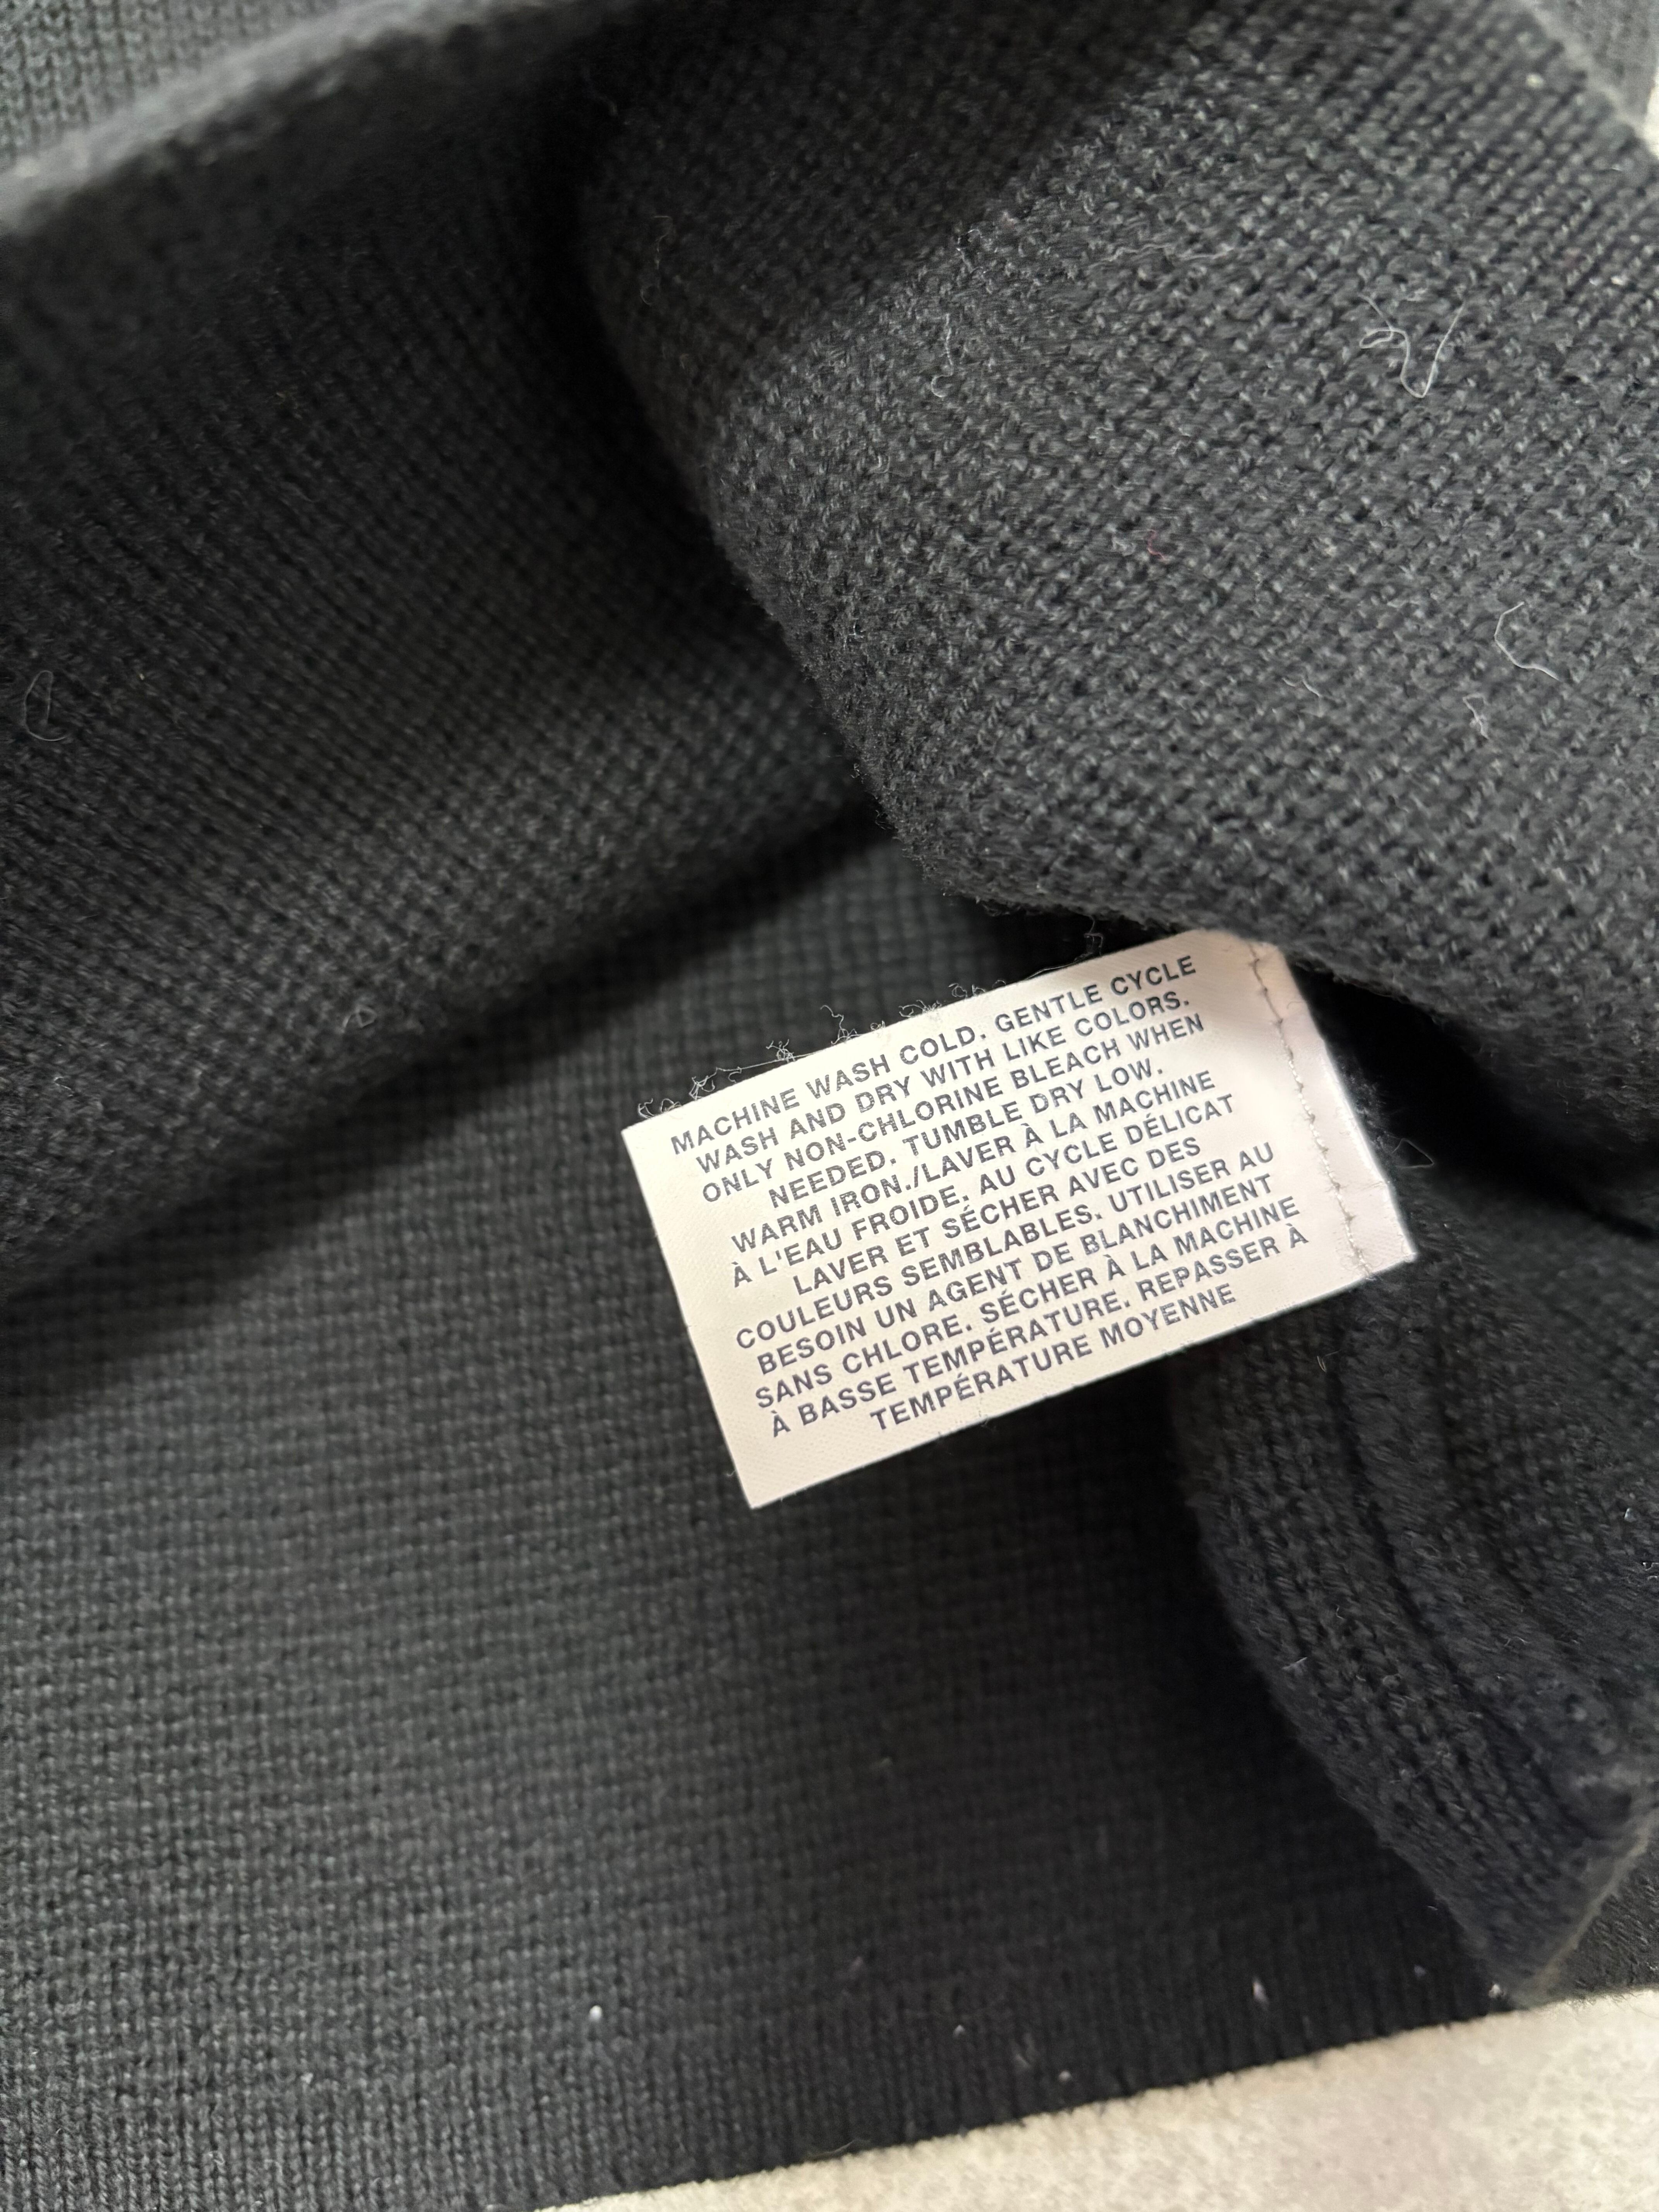 MACHINE WASH COLD. GENTLE CYCLE
WASH AND DRY WITH LIKE COLORS.
ONLY NON-CHLORINE BLEACH WHEN
NEEDED. TUMBLE DRY LOW.
WARM IRON./LAVER À LA MACHINE
À L'EAU FROIDE. AU CYCLE DÉLICAT
LAVER ET SÉCHER AVEC DES
COULEURS SEMBLABLES. UTILISER AU
BESOIN UN AGENT DE BLANCHIMENT
SANS CHLORE. SÉCHER À LA MACHINE
À BASSE TEMPÉRATURE. REPASSER À
TEMPÉRATURE MOYENNE